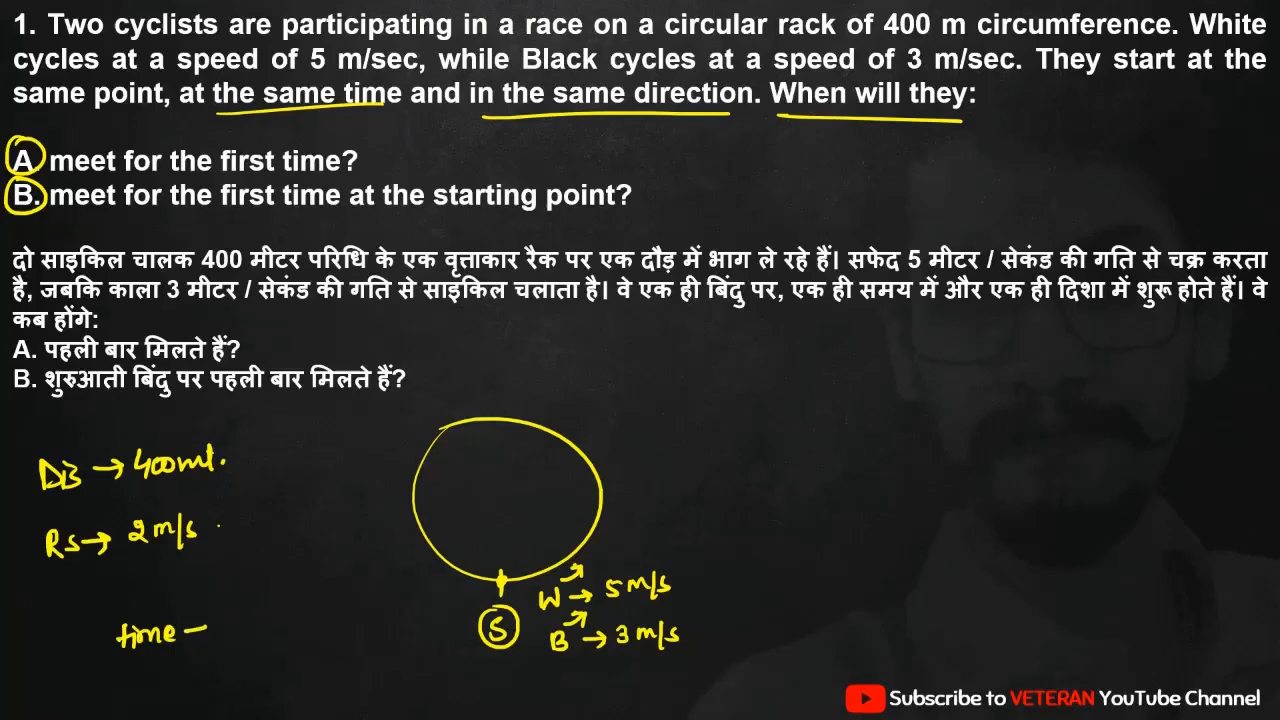 1. Two cyclists are participating in a race on a circular rack of 400 m circumference. White
cycles at a speed of 5 m/sec, while Black cycles at a speed of 3 m/sec. They start at the
same point, at the same time and in the same direction. When will they:
A meet for the first time?
B. meet for the first time at the starting point?
दो साइकिल चालक 400 मीटर परिधि के एक वृत्ताकार रैक पर एक दौड़ में भाग ले रहे हैं। सफेद 5 मीटर / सेकंड की गति से चक्र करता
है, जबकि काला 3 मीटर / सेकंड की गति से साइकिल चलाता है। वे एक ही बिंदु पर, एक ही समय में और एक ही दिशा में शुरू होते हैं। वे
कब होंगे:
A. पहली बार मिलते हैं?
B. शुरुआती बिंदु पर पहली बार मिलते हैं?
DB → 400mt.
RS → 2 m/s
time –
W → 5 m/s
S
B → 3 m/s
Subscribe to VETERAN YouTube Channel